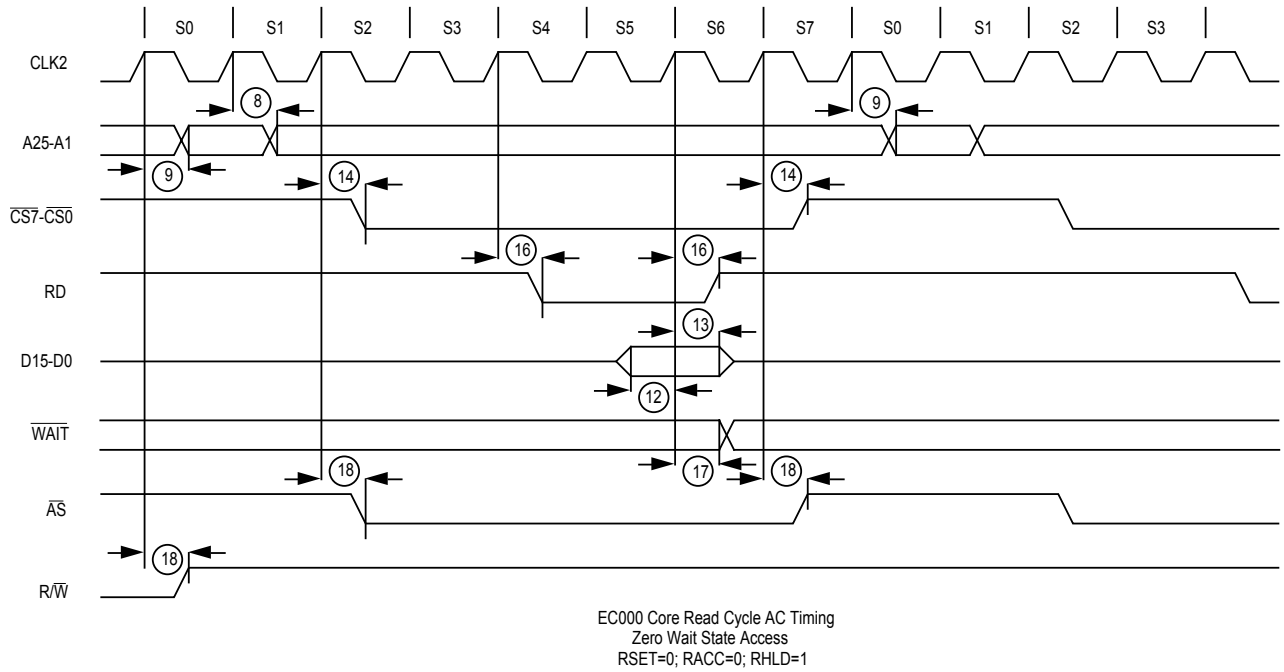 S0 S1 S2 S3 S4 S5 S6 S7 S0 S1 S2 S3
CLK2
8 9
A25-A1
9 14 14
CS7-CS0
16 16
RD
13
D15-D0
12
WAIT
18 17 18
AS
18
R/W
EC000 Core Read Cycle AC Timing
Zero Wait State Access
RSET=0; RACC=0; RHLD=1